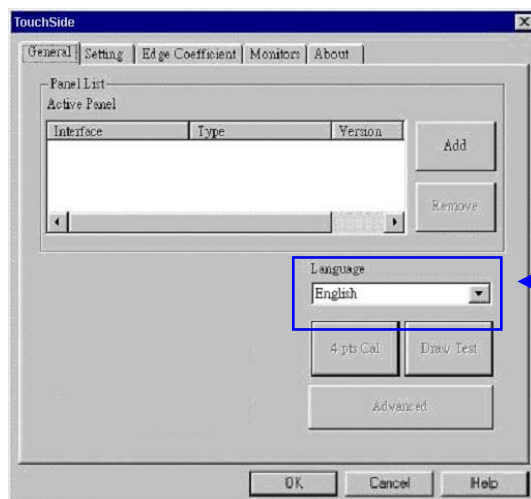 TouchSide
General Setting Edge Coefficient Monitors About
Panel List
Active Panel
Interface Type Version
Add
Remove
Language
English
4 pts Cal Draw Test
Advanced
OK Cancel Help